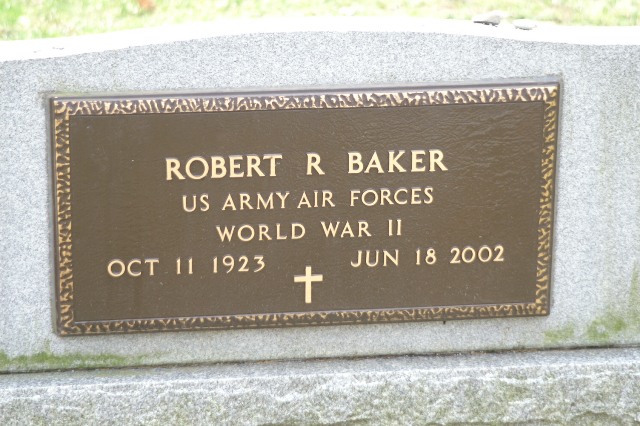 ROBERT R BAKER
US ARMY AIR FORCES
WORLD WAR II
OCT 11 1923 JUN 18 2002